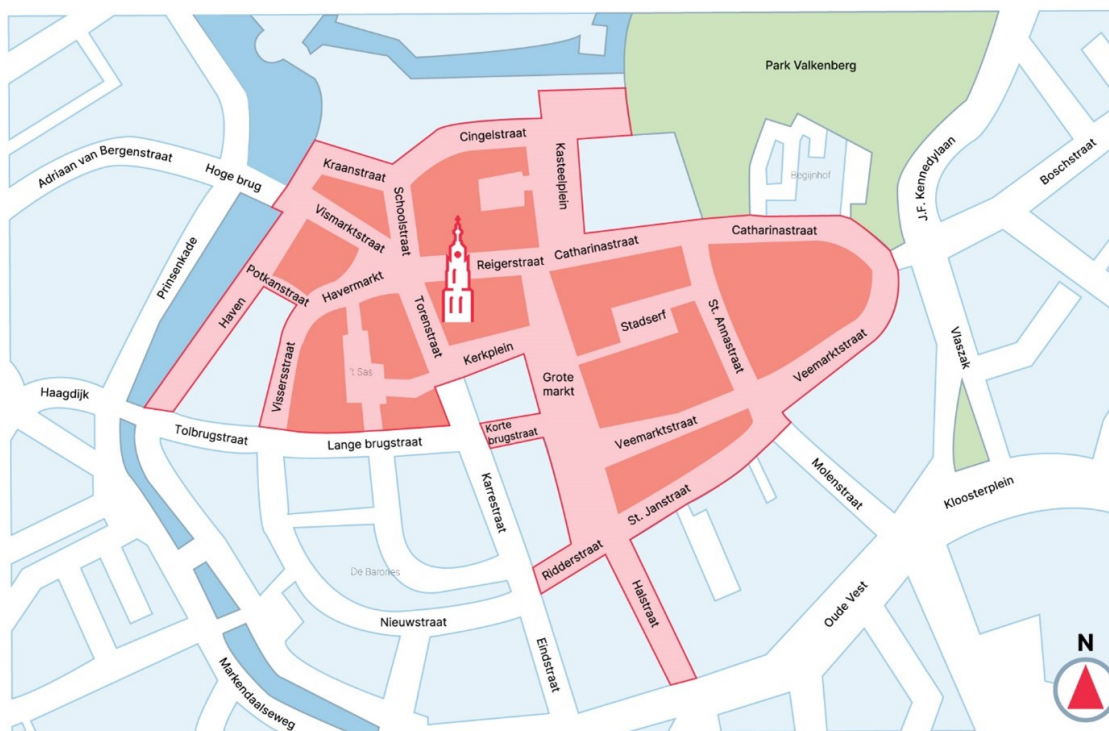 Park Valkenberg
Cingelstraat
Kraanstraat
Adriaan van Bergenstraat
Hoge brug
Schoolstraat
Kasteelplein
Begijnhof
J.F. Kennedylaan
Boschstraat
Vismarktstraat
Catharinastraat
Catharinastraat
Reigerstraat
Prinsenkade
Potkanstraat
Havermarkt
Haven
Torenstraat
Stadserf
St. Annastraat
Veemarktstraat
Vlaszak
Kerkplein
't Sas
Vissersstraat
Grote
markt
Haagdijk
Tolbrugstraat
Lange brugstraat
Korte
brugstraat
Veemarktstraat
Karrestraat
Molenstraat
Kloosterplein
St. Janstraat
Ridderstraat
De Barones
Halstraat
Oude Vest
Nieuwstraat
Eindstraat
Markendaalseweg
N